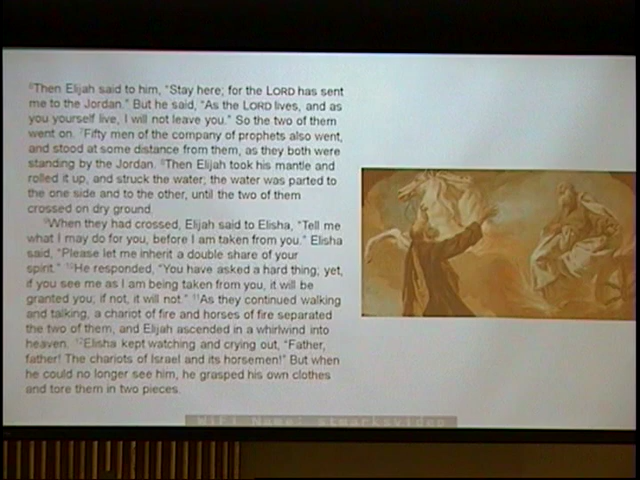 ⁶Then Elijah said to him, “Stay here; for the LORD has sent
me to the Jordan.” But he said, “As the LORD lives, and as
you yourself live, I will not leave you.” So the two of them
went on. ⁷Fifty men of the company of prophets also went,
and stood at some distance from them, as they both were
standing by the Jordan. ⁸Then Elijah took his mantle and
rolled it up, and struck the water; the water was parted to
the one side and to the other, until the two of them
crossed on dry ground.
⁹When they had crossed, Elijah said to Elisha, “Tell me
what I may do for you, before I am taken from you.” Elisha
said, “Please let me inherit a double share of your
spirit.” ¹⁰He responded, “You have asked a hard thing; yet,
if you see me as I am being taken from you, it will be
granted you; if not, it will not.” ¹¹As they continued walking
and talking, a chariot of fire and horses of fire separated
the two of them, and Elijah ascended in a whirlwind into
heaven. ¹²Elisha kept watching and crying out, “Father,
father! The chariots of Israel and its horsemen!” But when
he could no longer see him, he grasped his own clothes
and tore them in two pieces.
WiFi Name: stmarksvideo